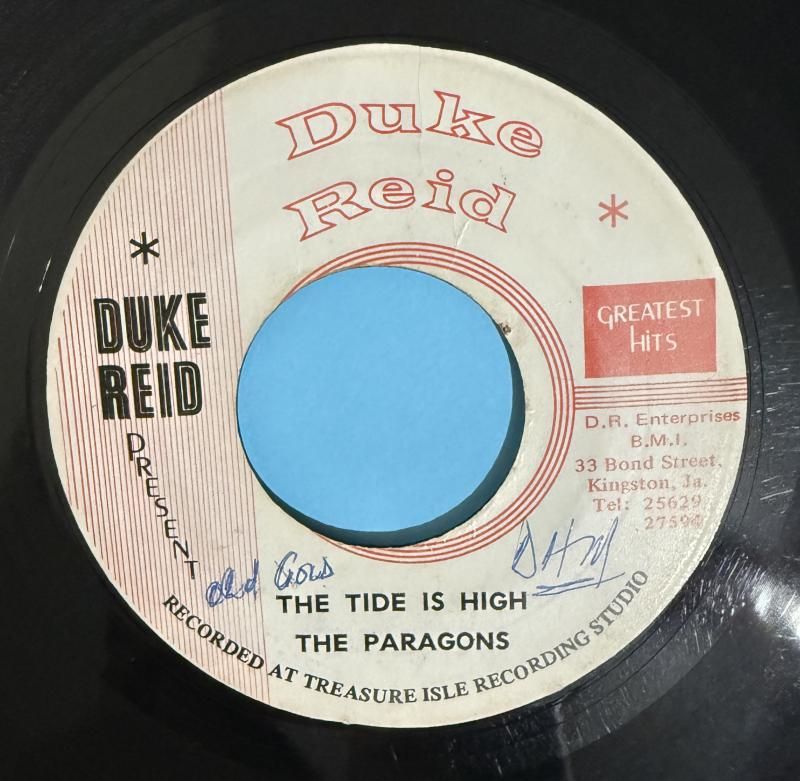 Duke
Reid
*
*
DUKE
REID
PRESENT
GREATEST
HITS
D.R. Enterprises
B.M.I.
33 Bond Street,
Kingston, Ja.
Tel: 25629
Gold
THE TIDE IS HIGH
THE PARAGONS
RECORDED AT TREASURE ISLE RECORDING STUDIO